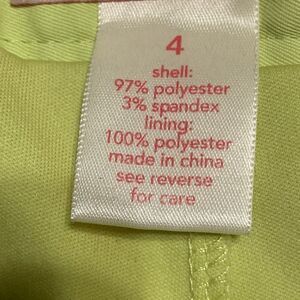 4
shell:
97% polyester
3% spandex
lining:
100% polyester
made in china
see reverse
for care